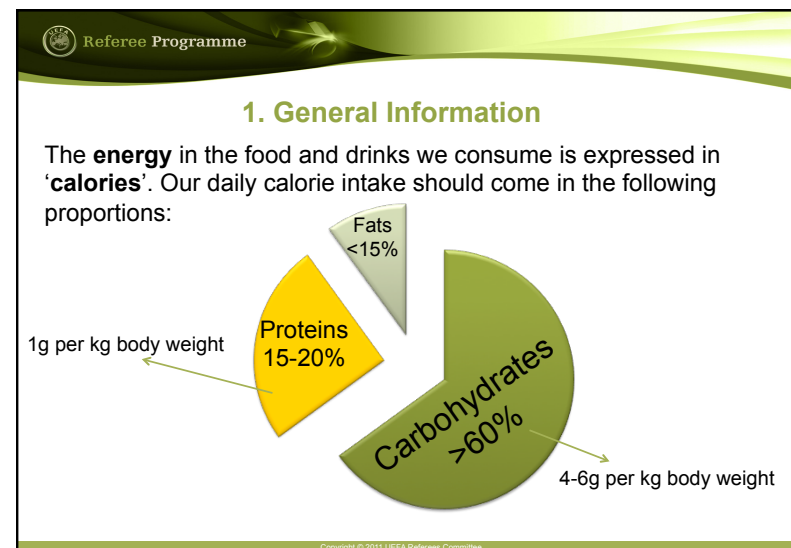 UEFA
Referee Programme
1. General Information
The energy in the food and drinks we consume is expressed in
‘calories’. Our daily calorie intake should come in the following
proportions:
Fats
<15%
Proteins
15-20%
1g per kg body weight
Carbohydrates
>60%
4-6g per kg body weight
Copyright © 2011 UEFA Referees Committee